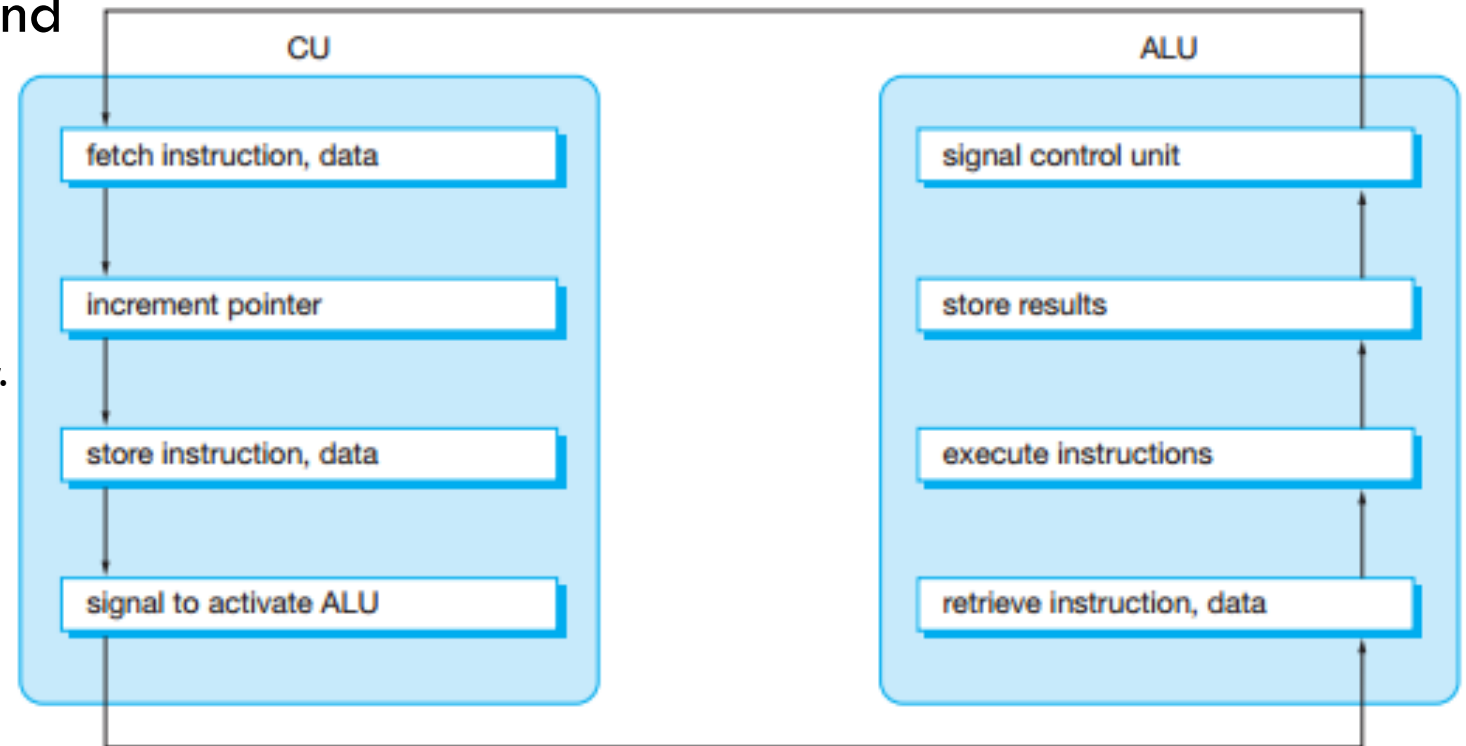 nd
CU
fetch instruction, data
increment pointer
store instruction, data
signal to activate ALU
ALU
signal control unit
store results
execute instructions
retrieve instruction, data